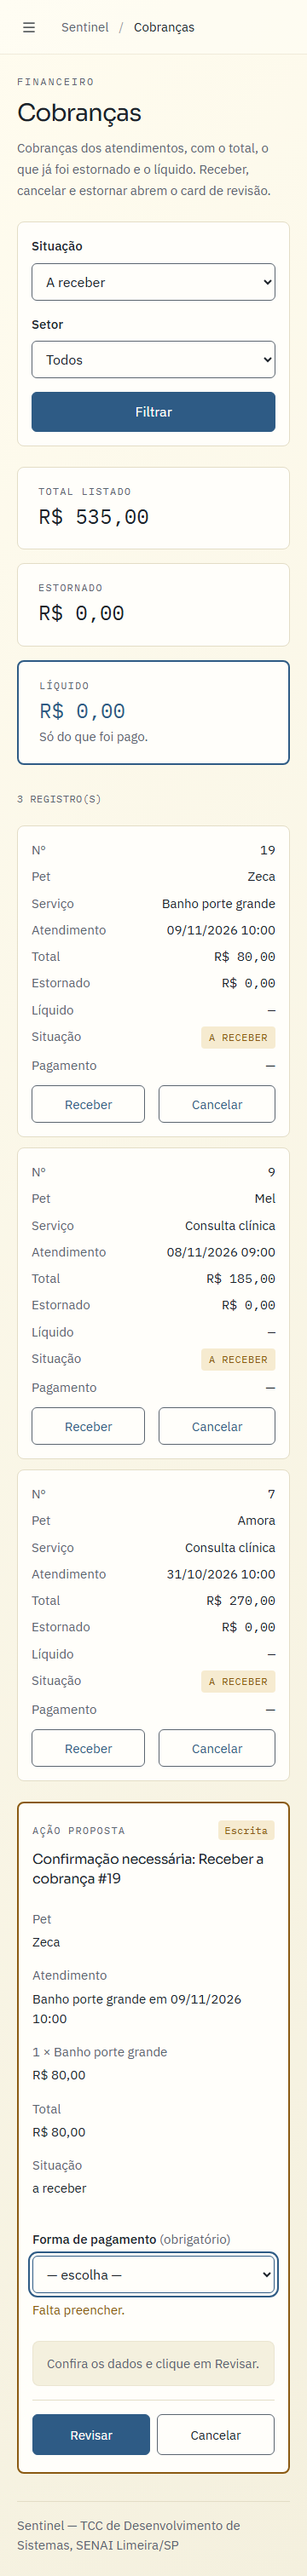 Sentinel / Cobranças
FINANCEIRO
Cobranças
Cobranças dos atendimentos, com o total, o
que já foi estornado e o líquido. Receber,
cancelar e estornar abrem o card de revisão.
Situação
A receber
Setor
Todos
Filtrar
TOTAL LISTADO
R$ 535,00
ESTORNADO
R$ 0,00
LÍQUIDO
R$ 0,00
Só do que foi pago.
3 REGISTRO(S)
Nº 19
Pet Zeca
Serviço Banho porte grande
Atendimento 09/11/2026 10:00
Total R$ 80,00
Estornado R$ 0,00
Líquido —
Situação A RECEBER
Pagamento —
Receber Cancelar
Nº 9
Pet Mel
Serviço Consulta clínica
Atendimento 08/11/2026 09:00
Total R$ 185,00
Estornado R$ 0,00
Líquido —
Situação A RECEBER
Pagamento —
Receber Cancelar
Nº 7
Pet Amora
Serviço Consulta clínica
Atendimento 31/10/2026 10:00
Total R$ 270,00
Estornado R$ 0,00
Líquido —
Situação A RECEBER
Pagamento —
Receber Cancelar
AÇÃO PROPOSTA Escrita
Confirmação necessária: Receber a
cobrança #19
Pet
Zeca
Atendimento
Banho porte grande em 09/11/2026
10:00
1 × Banho porte grande
R$ 80,00
Total
R$ 80,00
Situação
a receber
Forma de pagamento (obrigatório)
— escolha —
Falta preencher.
Confira os dados e clique em Revisar.
Revisar Cancelar
Sentinel — TCC de Desenvolvimento de
Sistemas, SENAI Limeira/SP